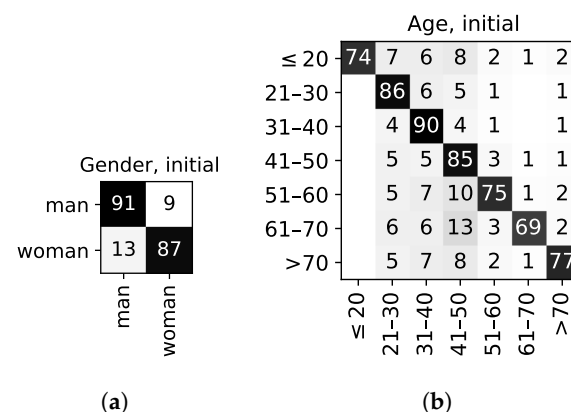 Gender, initial
man 91 9
woman 13 87
man woman
(a)
Age, initial
≤ 20 74 7 6 8 2 1 2
21–30 86 6 5 1 1
31–40 4 90 4 1 1
41–50 5 5 85 3 1 1
51–60 5 7 10 75 1 2
61–70 6 6 13 3 69 2
>70 5 7 8 2 1 77
≤ 20 21–30 31–40 41–50 51–60 61–70 >70
(b)